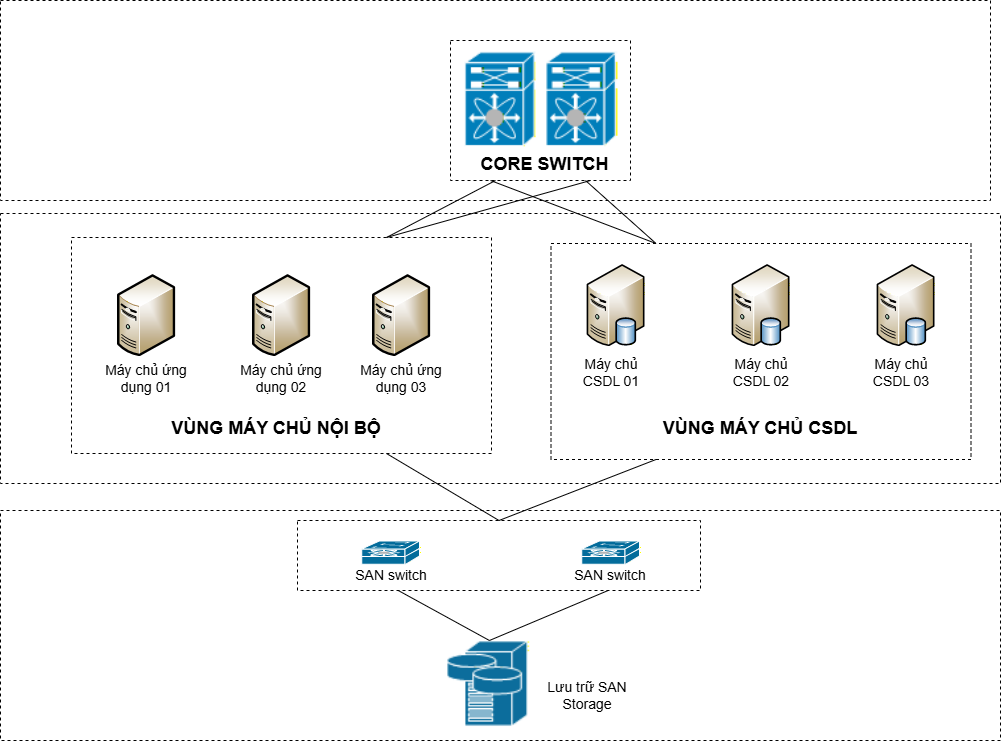 CORE SWITCH
Máy chủ ứng
dụng 01
Máy chủ ứng
dụng 02
Máy chủ ứng
dụng 03
VÙNG MÁY CHỦ NỘI BỘ
Máy chủ
CSDL 01
Máy chủ
CSDL 02
Máy chủ
CSDL 03
VÙNG MÁY CHỦ CSDL
SAN switch
SAN switch
Lưu trữ SAN
Storage